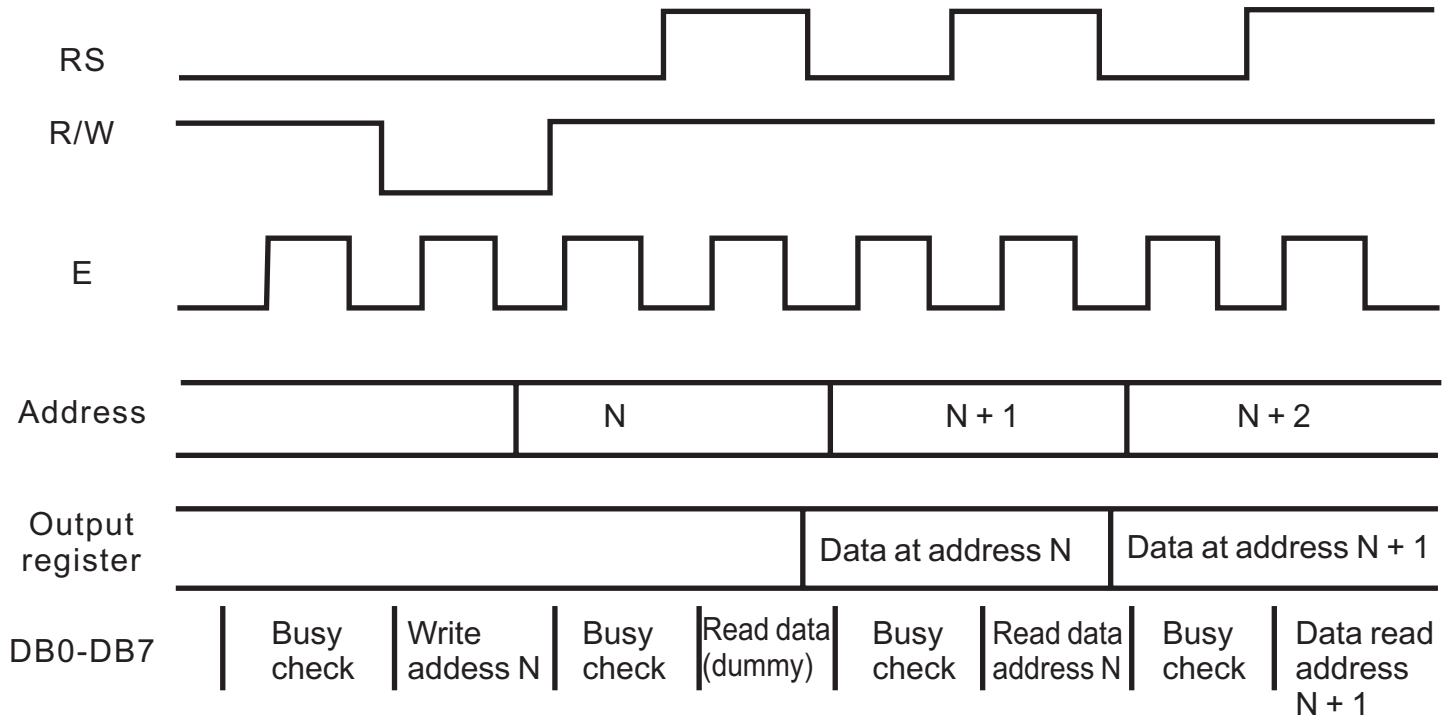 RS
R/W
E
Address
N
N + 1
N + 2
Output
register
Data at address N
Data at address N + 1
DB0-DB7
Busy
check
Write
addess N
Busy
check
Read data
(dummy)
Busy
check
Read data
address N
Busy
check
Data read
address
N + 1